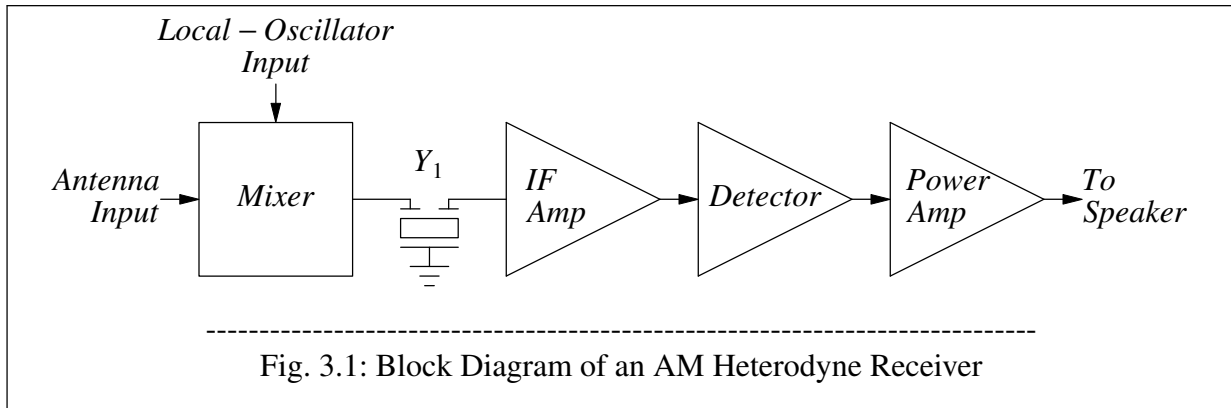 Local – Oscillator
Input
Antenna
Input
Mixer
Y1
IF
Amp
Detector
Power
Amp
To
Speaker
Fig. 3.1: Block Diagram of an AM Heterodyne Receiver